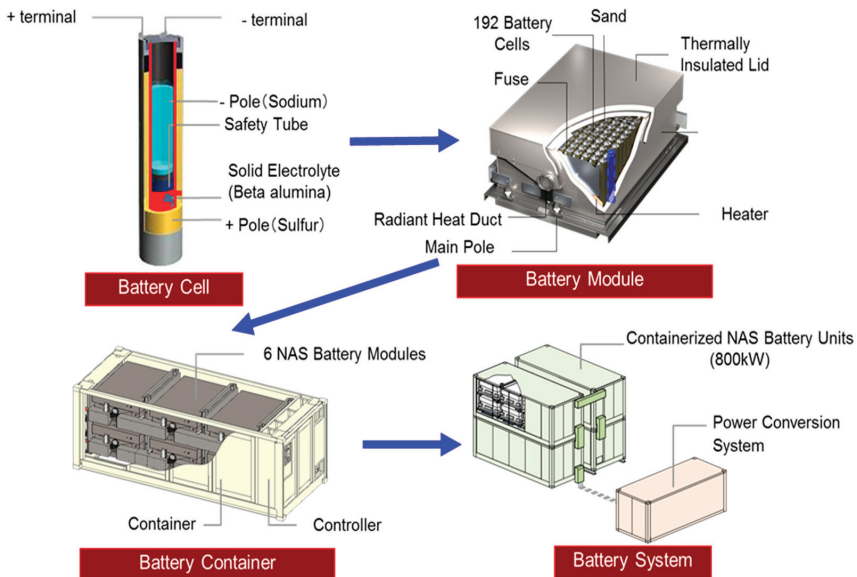 + terminal
- terminal
- Pole(Sodium)
Safety Tube
Solid Electrolyte
(Beta alumina)
+ Pole(Sulfur)
Battery Cell
192 Battery
Cells
Sand
Thermally
Insulated Lid
Fuse
Radiant Heat Duct
Heater
Main Pole
Battery Module
6 NAS Battery Modules
Container
Controller
Battery Container
Containerized NAS Battery Units
(800kW)
Power Conversion
System
Battery System